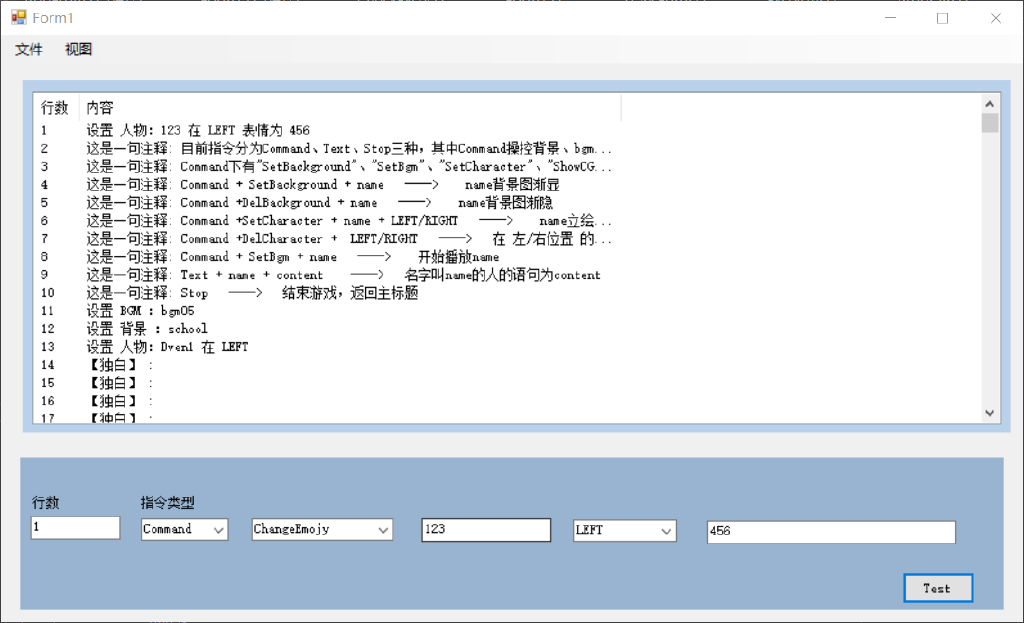 Form1
文件 视图
行数 内容
1 设置 人物: 123 在 LEFT 表情为 456
2 这是一句注释: 目前指令分为Command、Text、Stop三种，其中Command操控背景、bgm...
3 这是一句注释: Command下有"SetBackground"、"SetBgm"、"SetCharacter"、"ShowCG...
4 这是一句注释: Command + SetBackground + name ——> name背景图渐显
5 这是一句注释: Command +DelBackground + name ——> name背景图渐隐
6 这是一句注释: Command +SetCharacter + name + LEFT/RIGHT ——> name立绘...
7 这是一句注释: Command +DelCharacter + LEFT/RIGHT ——> 在 左/右位置 的...
8 这是一句注释: Command + SetBgm + name ——> 开始播放name
9 这是一句注释: Text + name + content ——> 名字叫name的人的语句为content
10 这是一句注释: Stop ——> 结束游戏，返回主标题
11 设置 BGM : bgm05
12 设置 背景 : school
13 设置 人物: Dven1 在 LEFT
14 【独白】 :
15 【独白】 :
16 【独白】 :
17 【独白】 :
行数 指令类型
1 Command ChangeEmojy 123 LEFT 456
Test